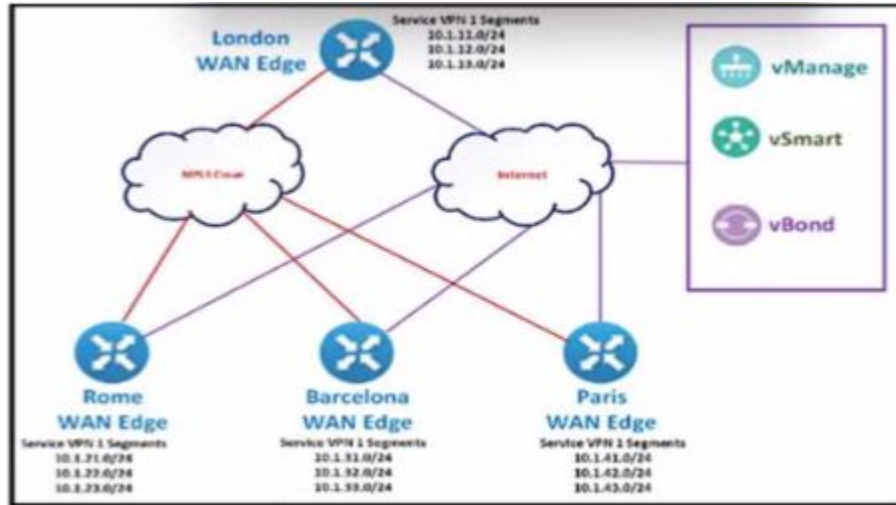 Service VPN 1 Segments
10.1.11.0/24
10.1.12.0/24
10.1.13.0/24
London
WAN Edge
vManage
vSmart
vBond
Internet
Rome
WAN Edge
Service VPN 1 Segments
10.1.21.0/24
10.1.22.0/24
10.1.23.0/24
Barcelona
WAN Edge
Service VPN 1 Segments
10.1.31.0/24
10.1.32.0/24
10.1.33.0/24
Paris
WAN Edge
Service VPN 1 Segments
10.1.41.0/24
10.1.42.0/24
10.1.43.0/24